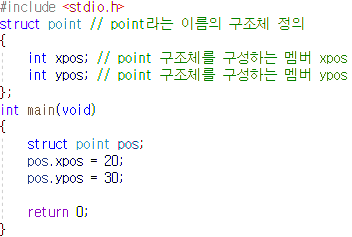 #include <stdio.h>
struct point // point라는 이름의 구조체 정의
{
    int xpos; // point 구조체를 구성하는 멤버 xpos
    int ypos; // point 구조체를 구성하는 멤버 ypos
};
int main(void)
{
    struct point pos;
    pos.xpos = 20;
    pos.ypos = 30;

    return 0;
}